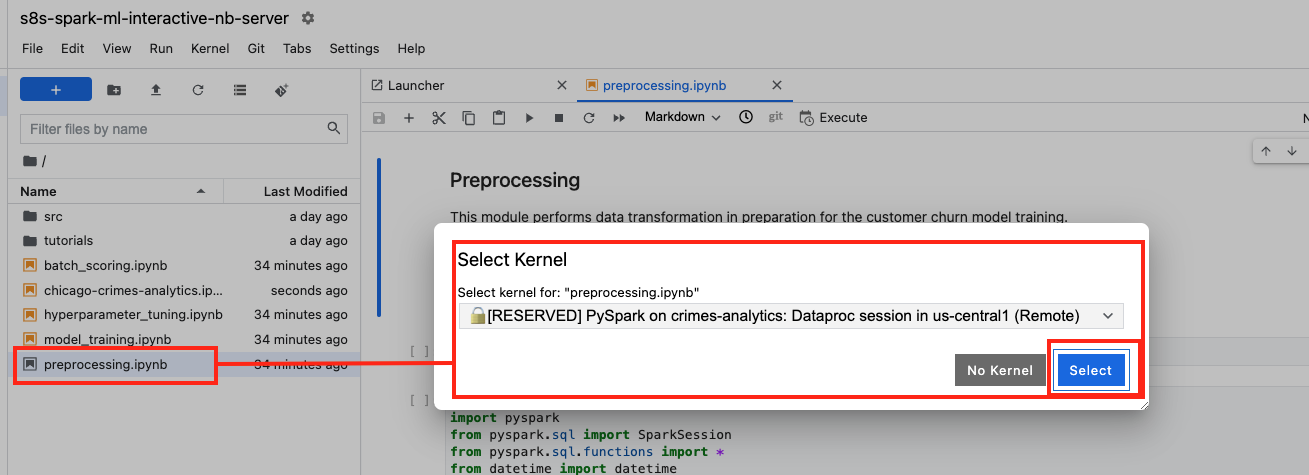 s8s-spark-ml-interactive-nb-server
File Edit View Run Kernel Git Tabs Settings Help
+
Launcher
preprocessing.ipynb
Filter files by name
Markdown
git
Execute
N
/
Name Last Modified
src a day ago
tutorials a day ago
batch_scoring.ipynb 34 minutes ago
chicago-crimes-analytics.ip... seconds ago
hyperparameter_tuning.ipynb 34 minutes ago
model_training.ipynb 34 minutes ago
preprocessing.ipynb 34 minutes ago
Preprocessing
This module performs data transformation in preparation for the customer churn model training.
Select Kernel
Select kernel for: "preprocessing.ipynb"
[RESERVED] PySpark on crimes-analytics: Dataproc session in us-central1 (Remote)
No Kernel Select
[ ]
[ ]
import pyspark
from pyspark.sql import SparkSession
from pyspark.sql.functions import *
from datetime import datetime